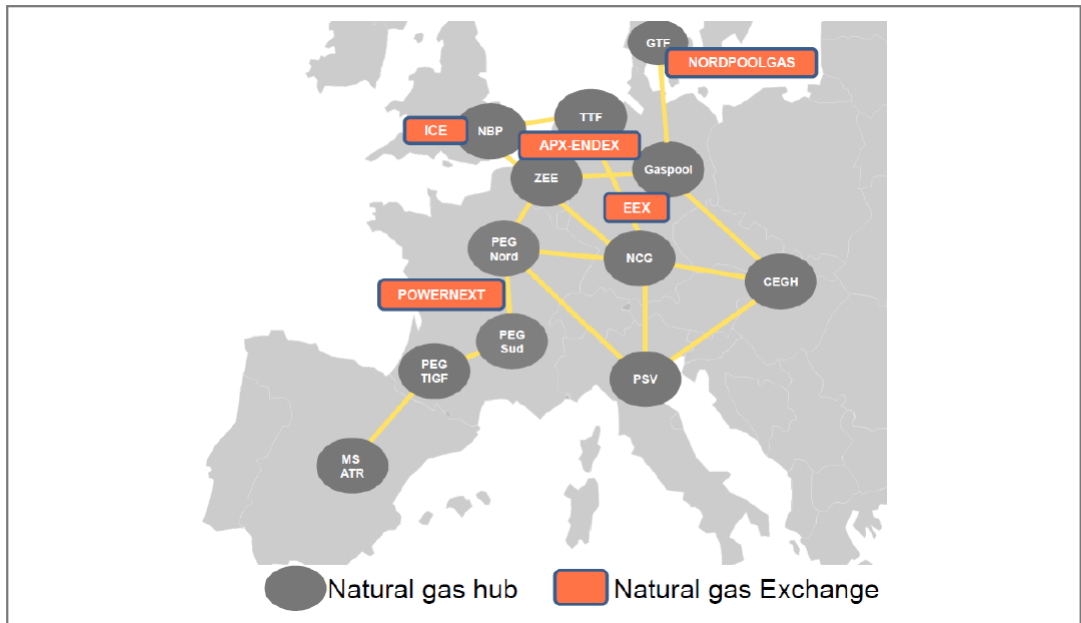 GTF
NORDPOOLGAS
TTF
ICE
NBP
APX-ENDEX
Gaspool
ZEE
EEX
PEG
Nord
NCG
CEGH
POWERNEXT
PEG
Sud
PEG
TIGF
PSV
MS
ATR
Natural gas hub
Natural gas Exchange